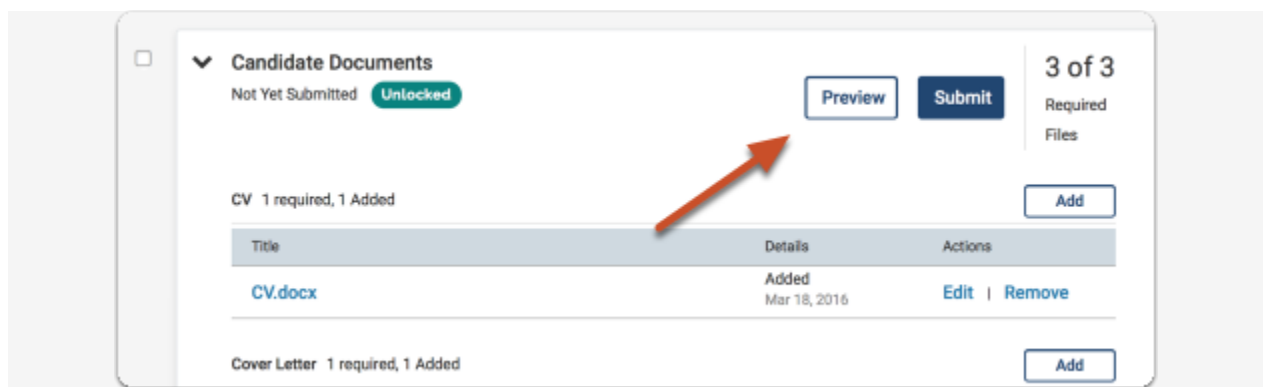 Candidate Documents
Not Yet Submitted Unlocked
Preview Submit
3 of 3
Required
Files
CV 1 required, 1 Added
Add
Title Details Actions
CV.docx
Added
Mar 18, 2016
Edit | Remove
Cover Letter 1 required, 1 Added
Add